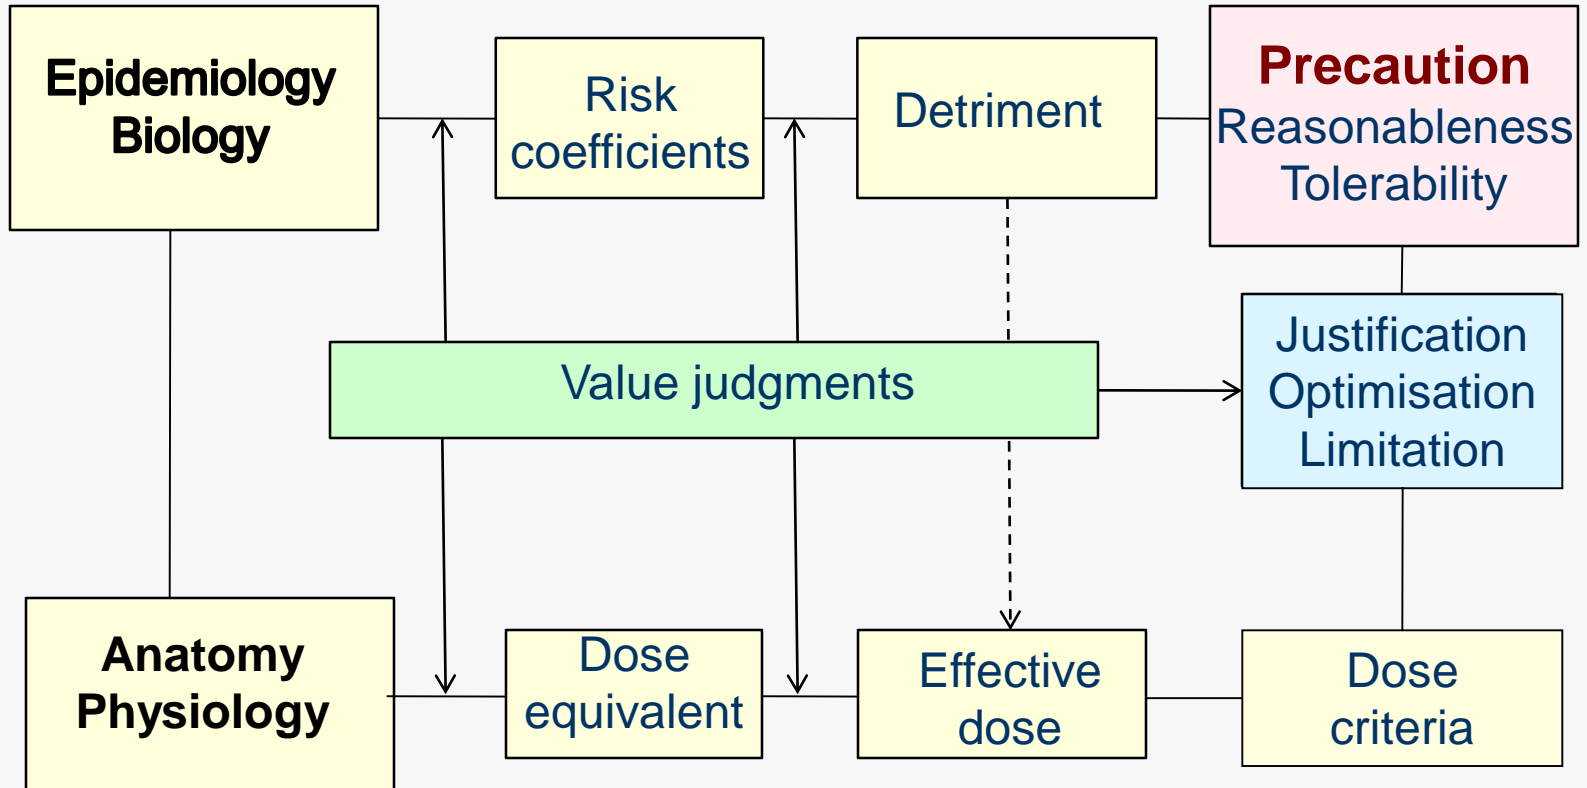 Epidemiology
Biology
Risk
coefficients
Detriment
Precaution
Reasonableness
Tolerability
Value judgments
Justification
Optimisation
Limitation
Anatomy
Physiology
Dose
equivalent
Effective
dose
Dose
criteria